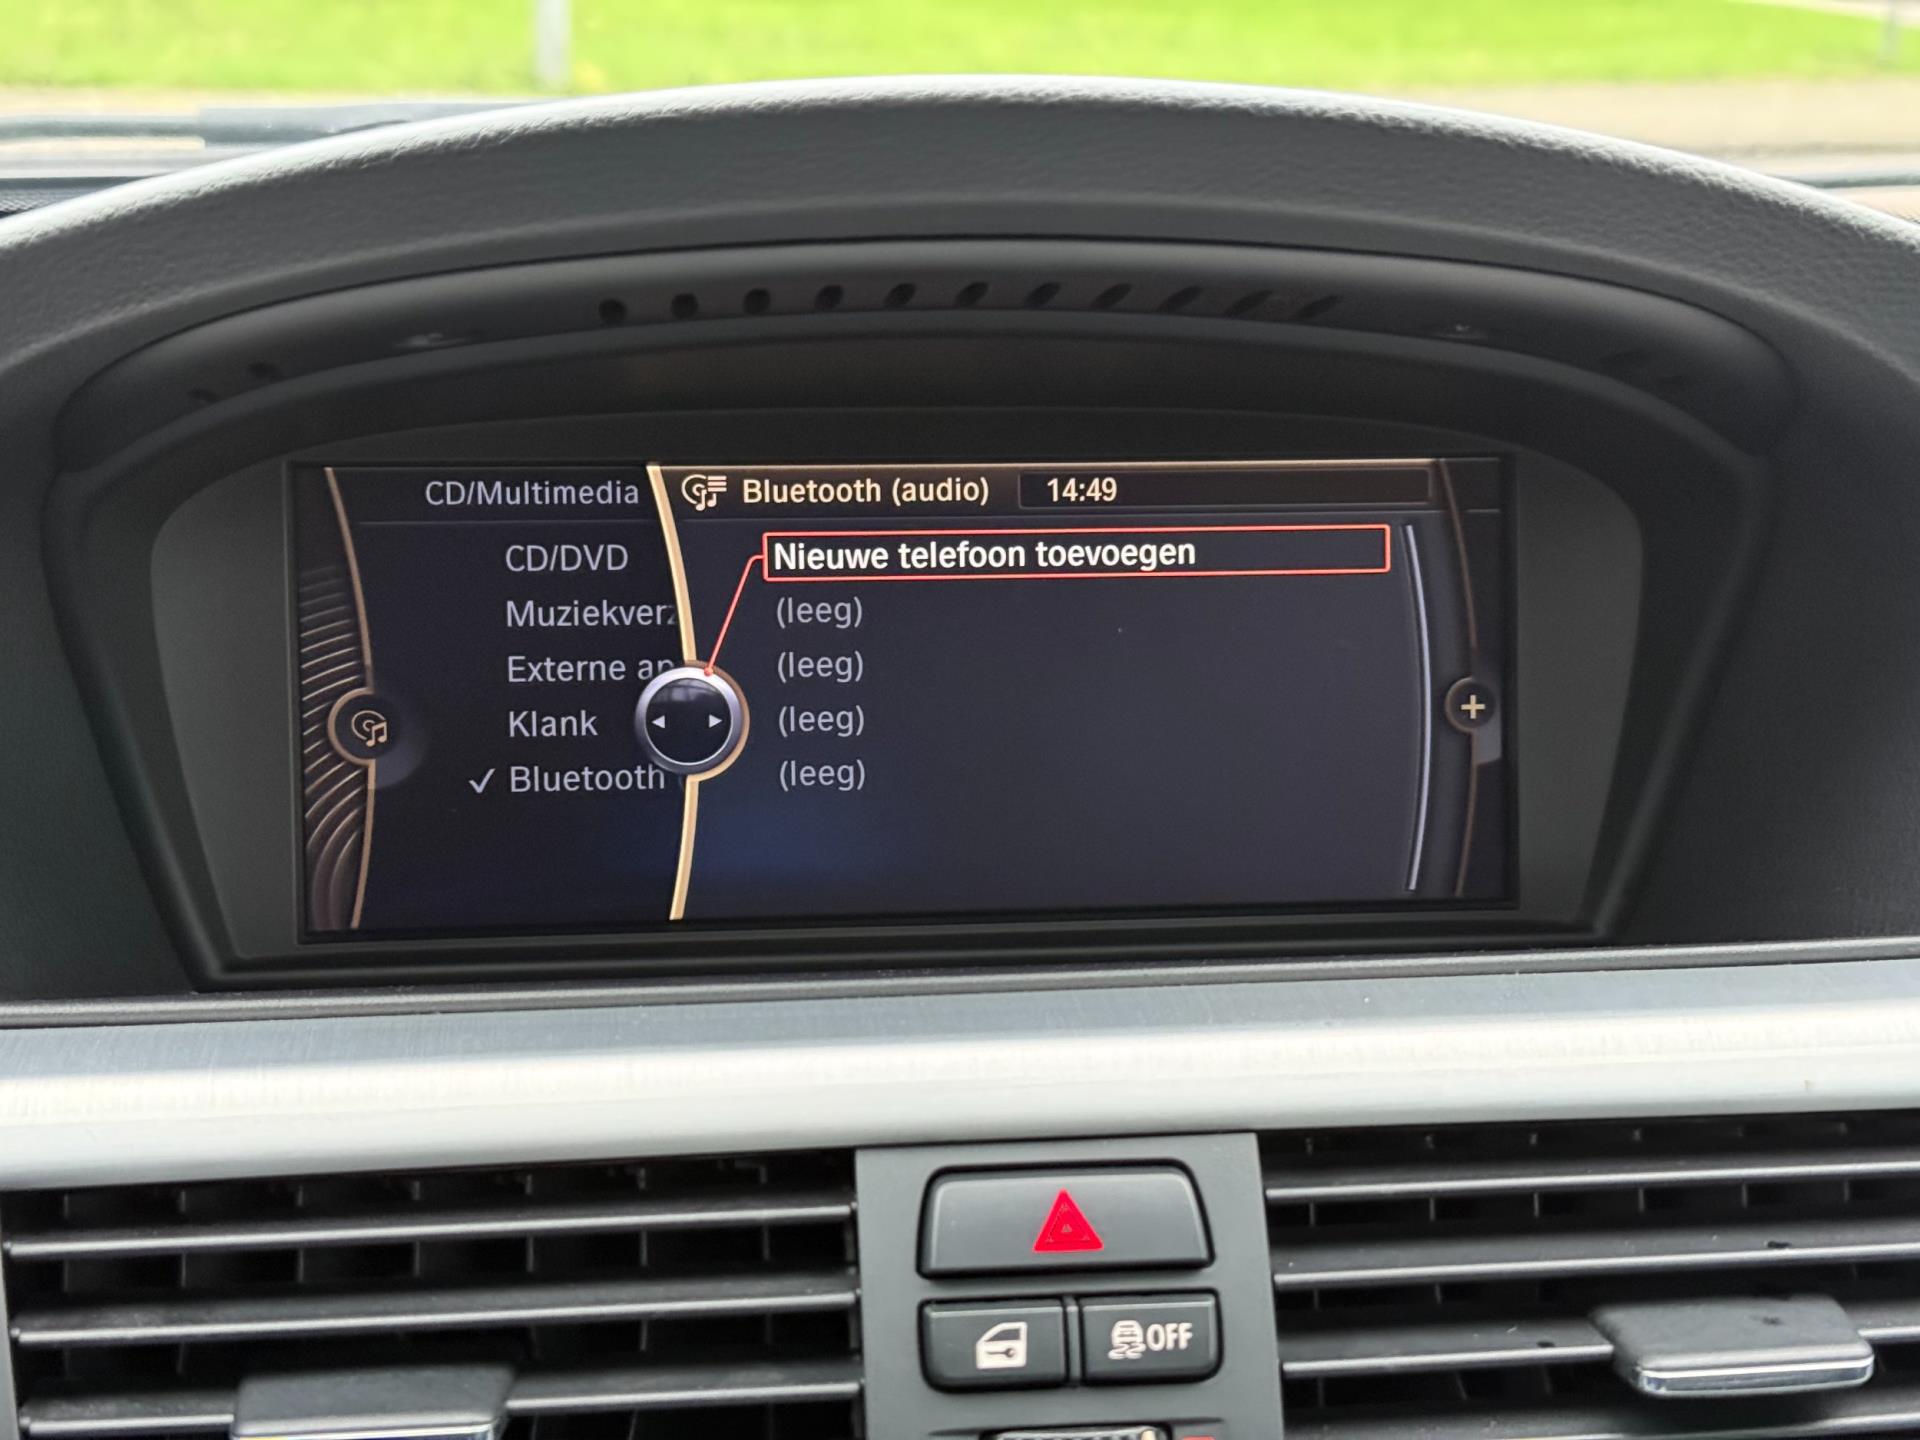 CD/Multimedia
Bluetooth (audio) 14:49
CD/DVD
Muziekverz
Externe ap
Klank
✓ Bluetooth
Nieuwe telefoon toevoegen
(leeg)
(leeg)
(leeg)
(leeg)
OFF